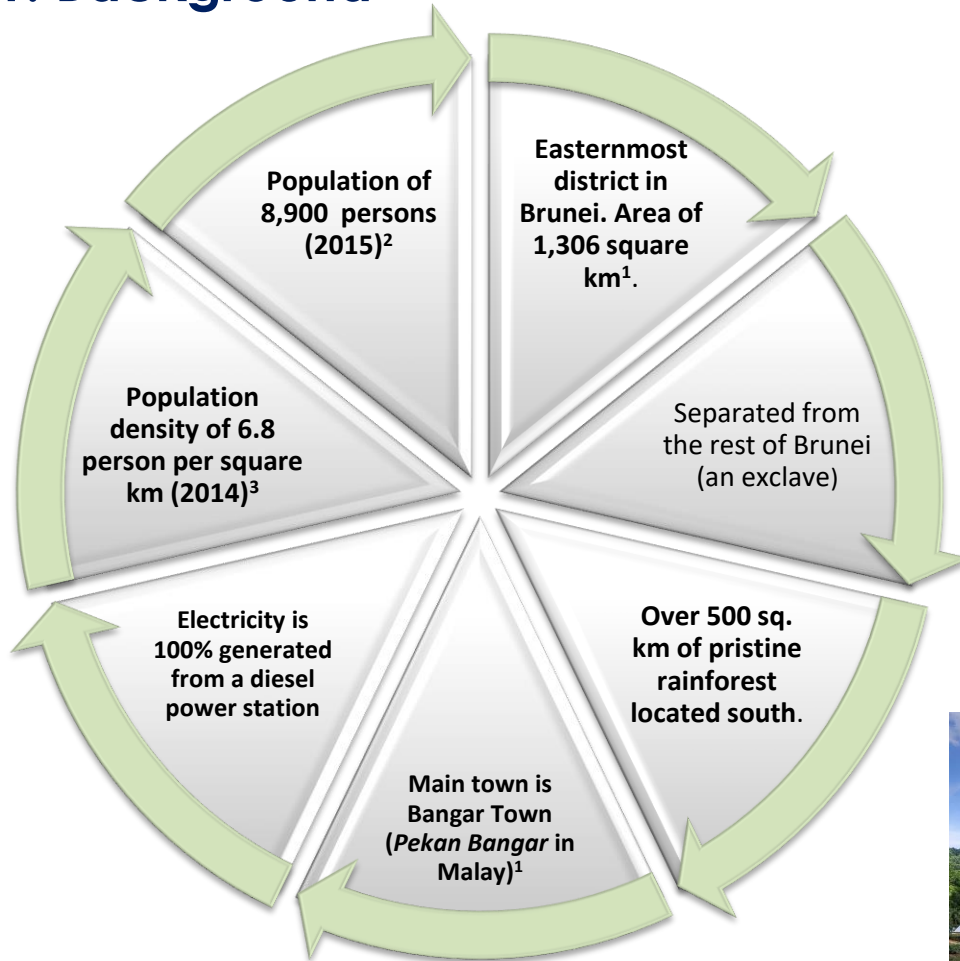 1. Background
Easternmost
district in
Brunei. Area of
1,306 square
km¹.
Separated from
the rest of Brunei
(an exclave)
Over 500 sq.
km of pristine
rainforest
located south.
Main town is
Bangar Town
(Pekan Bangar in
Malay)¹
Electricity is
100% generated
from a diesel
power station
Population
density of 6.8
person per square
km (2014)³
Population of
8,900 persons
(2015)²